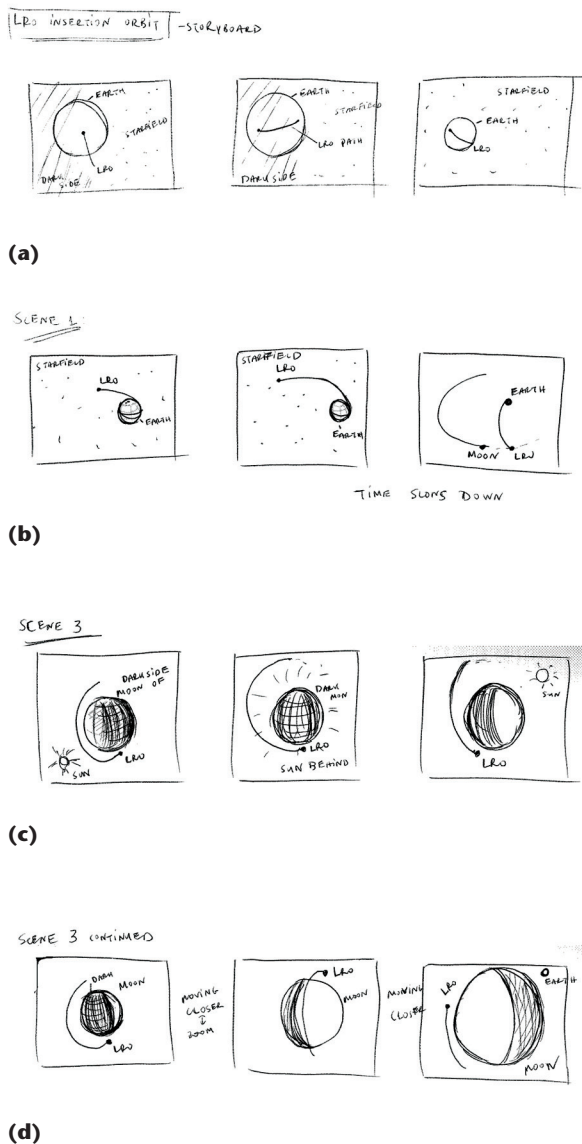 LRO INSERTION ORBIT - STORYBOARD
EARTH
STARFIELD
LRO
DARK SIDE
EARTH
STARFIELD
LRO PATH
DARK SIDE
STARFIELD
EARTH
LRO
(a)
SCENE 1
STARFIELD
LRO
EARTH
STARFFIELD
LRO
EARTH
EARTH
MOON
LRO
TIME SLOWS DOWN
(b)
SCENE 3
DARKSIDE
MOON OF
LRO
SUN
DARK
MON
LRO
SUN BEHIND
SUN
LRO
(c)
SCENE 3 CONTINUED
DARK
MOON
LRO
MOVING
CLOSER
ZOOM
LRO
MOON
MOVING
CLOSER
LRO
EARTH
MOON
(d)